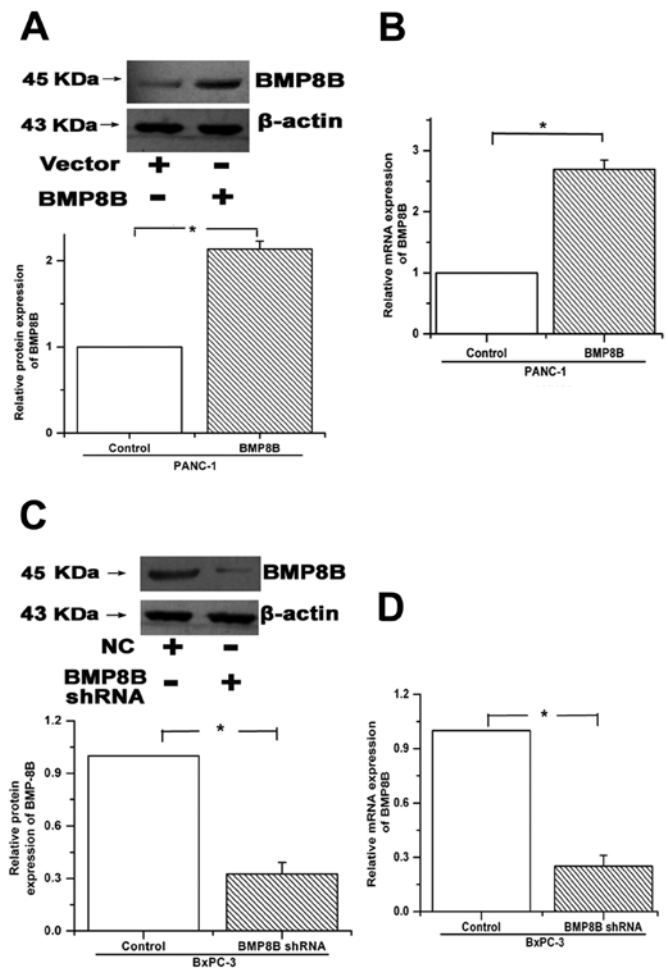 A
45 KDa → BMP8B
43 KDa → β-actin
Vector + -
BMP8B - +
Relative protein expression
of BMP8B
2
1
0
*
Control BMP8B
PANC-1
B
Relative mRNA expression
of BMP8B
3
2
1
0
*
Control BMP8B
PANC-1
C
45 KDa → BMP8B
43 KDa → β-actin
NC + -
BMP8B
shRNA - +
Relative protein
expression of BMP-8B
1.2
0.9
0.6
0.3
0.0
*
Control BMP8B shRNA
BxPC-3
D
Relative mRNA expression
of BMP8B
1.2
0.9
0.6
0.3
0.0
*
Control BMP8B shRNA
BxPC-3